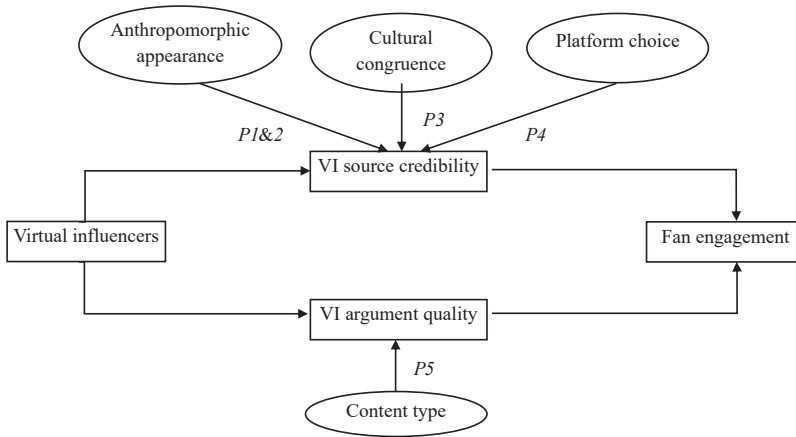 Anthropomorphic
appearance
Cultural
congruence
Platform choice
P1&2
P3
P4
VI source credibility
Virtual influencers
Fan engagement
VI argument quality
P5
Content type